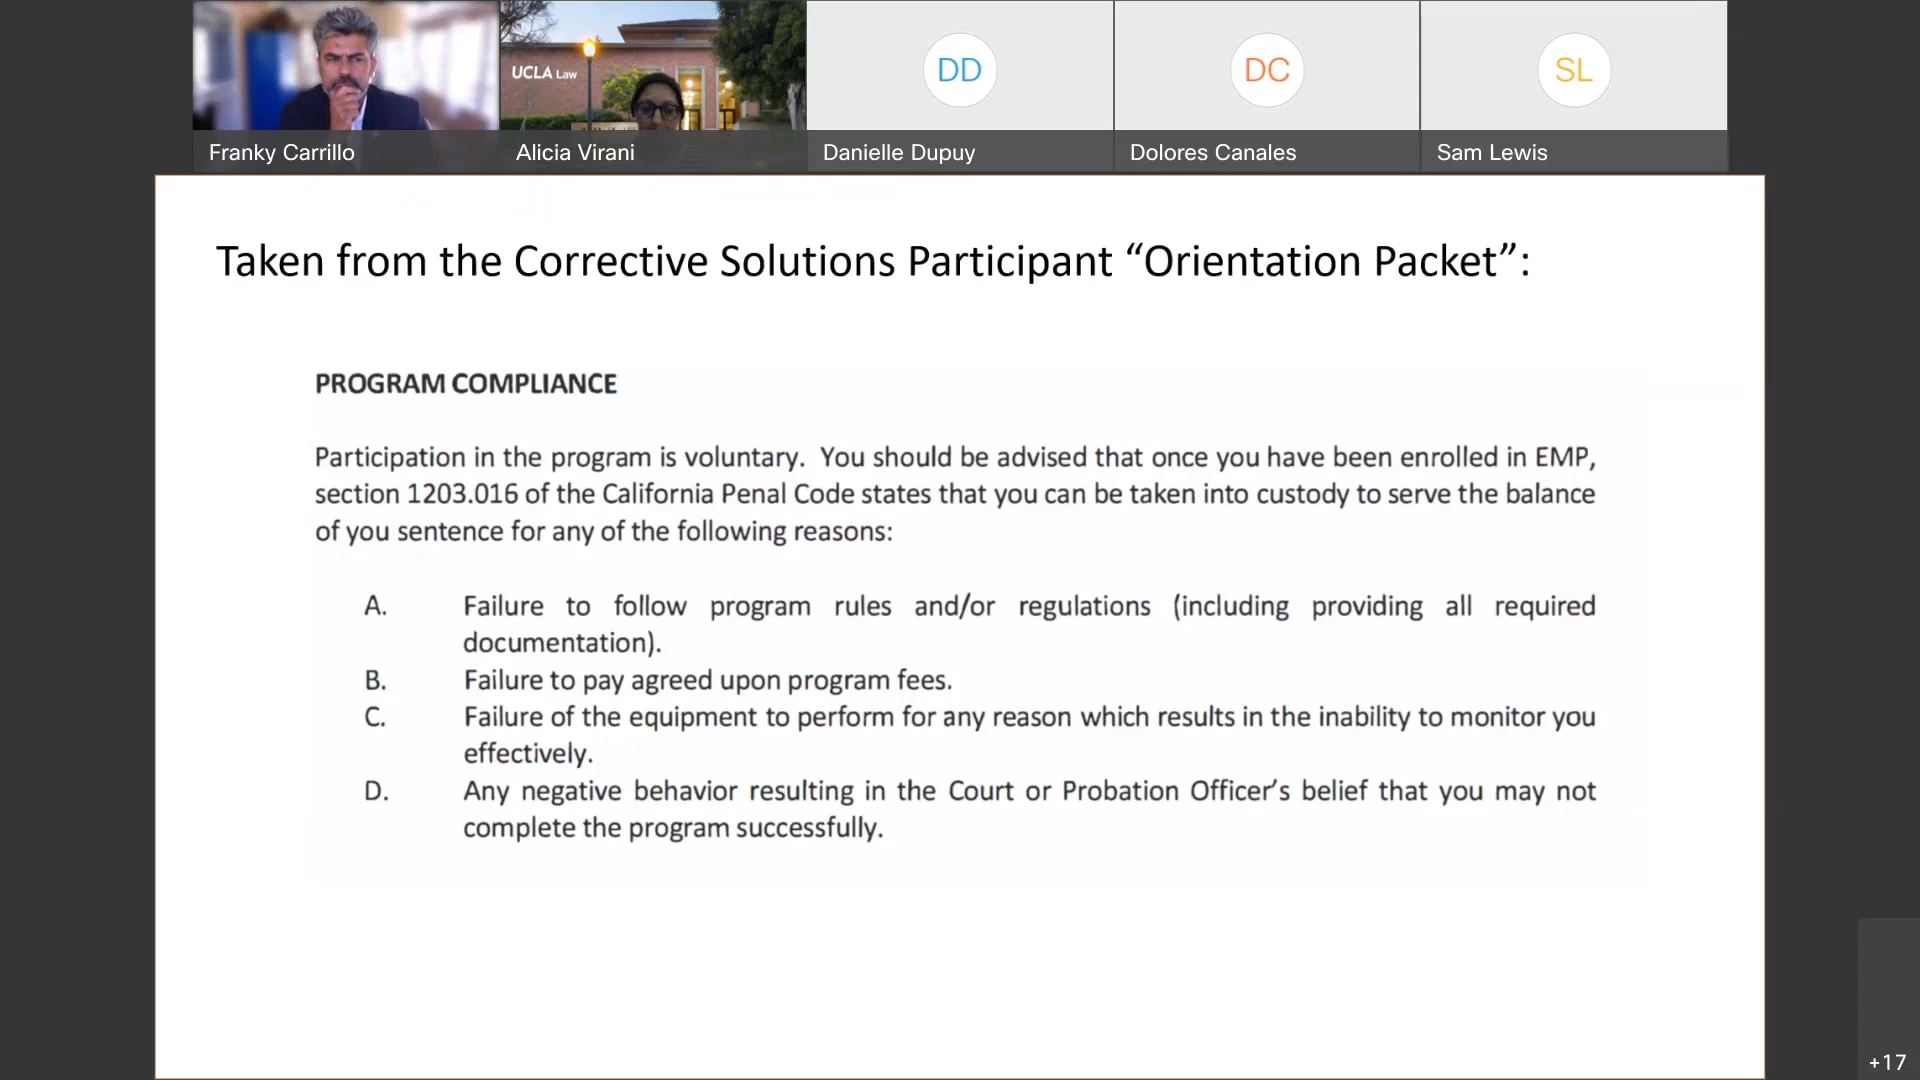 UCLA Law
DD
DC
SL
Franky Carrillo
Alicia Virani
Danielle Dupuy
Dolores Canales
Sam Lewis
Taken from the Corrective Solutions Participant “Orientation Packet”:
PROGRAM COMPLIANCE
Participation in the program is voluntary. You should be advised that once you have been enrolled in EMP,
section 1203.016 of the California Penal Code states that you can be taken into custody to serve the balance
of you sentence for any of the following reasons:
A. Failure to follow program rules and/or regulations (including providing all required
documentation).
B. Failure to pay agreed upon program fees.
C. Failure of the equipment to perform for any reason which results in the inability to monitor you
effectively.
D. Any negative behavior resulting in the Court or Probation Officer’s belief that you may not
complete the program successfully.
+17